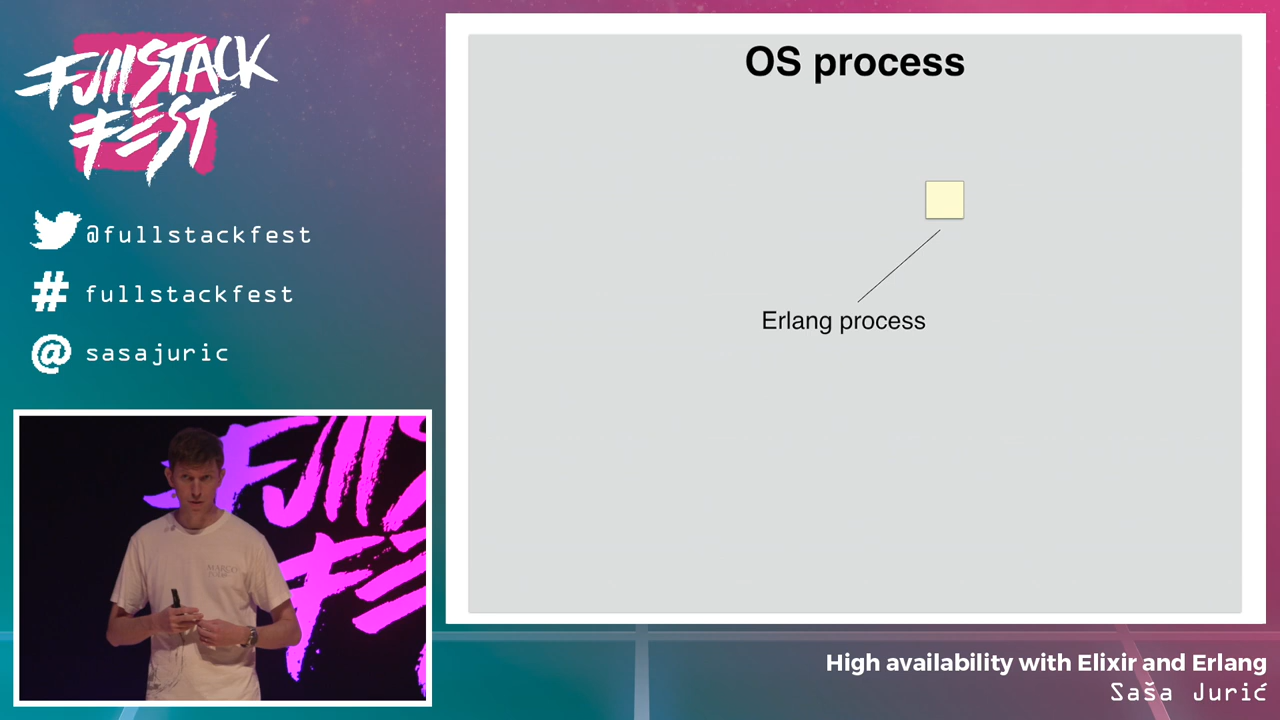 FullSTACK
FEST
@fullstackfest
# fullstackfest
@ sasajuric
OS process
Erlang process
High availability with Elixir and Erlang
Saša Jurić